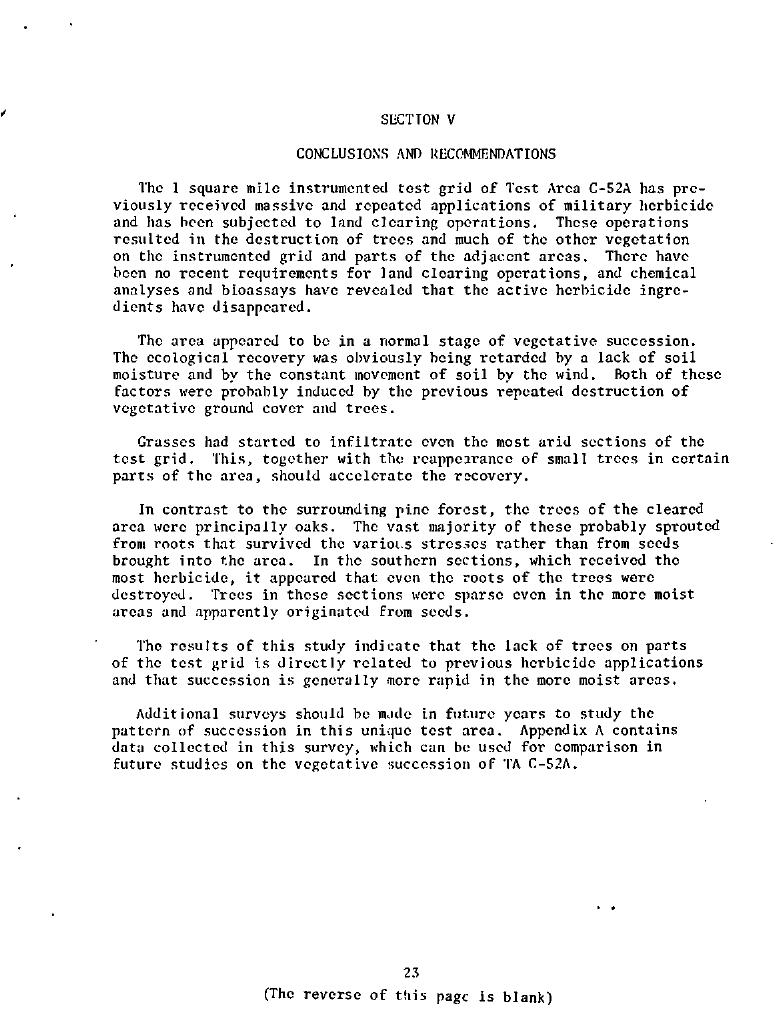 SECTION V
CONCLUSIONS AND RECOMMENDATIONS
The 1 square mile instrumented test grid of Test Area C-52A has pre-
viously received massive and repeated applications of military herbicide
and has been subjected to land clearing operations. These operations
resulted in the destruction of trees and much of the other vegetation
on the instrumented grid and parts of the adjacent areas. There have
been no recent requirements for land clearing operations, and chemical
analyses and bioassays have revealed that the active herbicide ingre-
dients have disappeared.
The area appeared to be in a normal stage of vegetative succession.
The ecological recovery was obviously being retarded by a lack of soil
moisture and by the constant movement of soil by the wind. Both of these
factors were probably induced by the previous repeated destruction of
vegetative ground cover and trees.
Grasses had started to infiltrate even the most arid sections of the
test grid. This, together with the reappearance of small trees in certain
parts of the area, should accelerate the recovery.
In contrast to the surrounding pine forest, the trees of the cleared
area were principally oaks. The vast majority of these probably sprouted
from roots that survived the various stresses rather than from seeds
brought into the area. In the southern sections, which received the
most herbicide, it appeared that even the roots of the trees were
destroyed. Trees in these sections were sparse even in the more moist
areas and apparently originated from seeds.
The results of this study indicate that the lack of trees on parts
of the test grid is directly related to previous herbicide applications
and that succession is generally more rapid in the more moist areas.
Additional surveys should be made in future years to study the
pattern of succession in this unique test area. Appendix A contains
data collected in this survey, which can be used for comparison in
future studies on the vegetative succession of TA C-52A.
23
(The reverse of this page is blank)